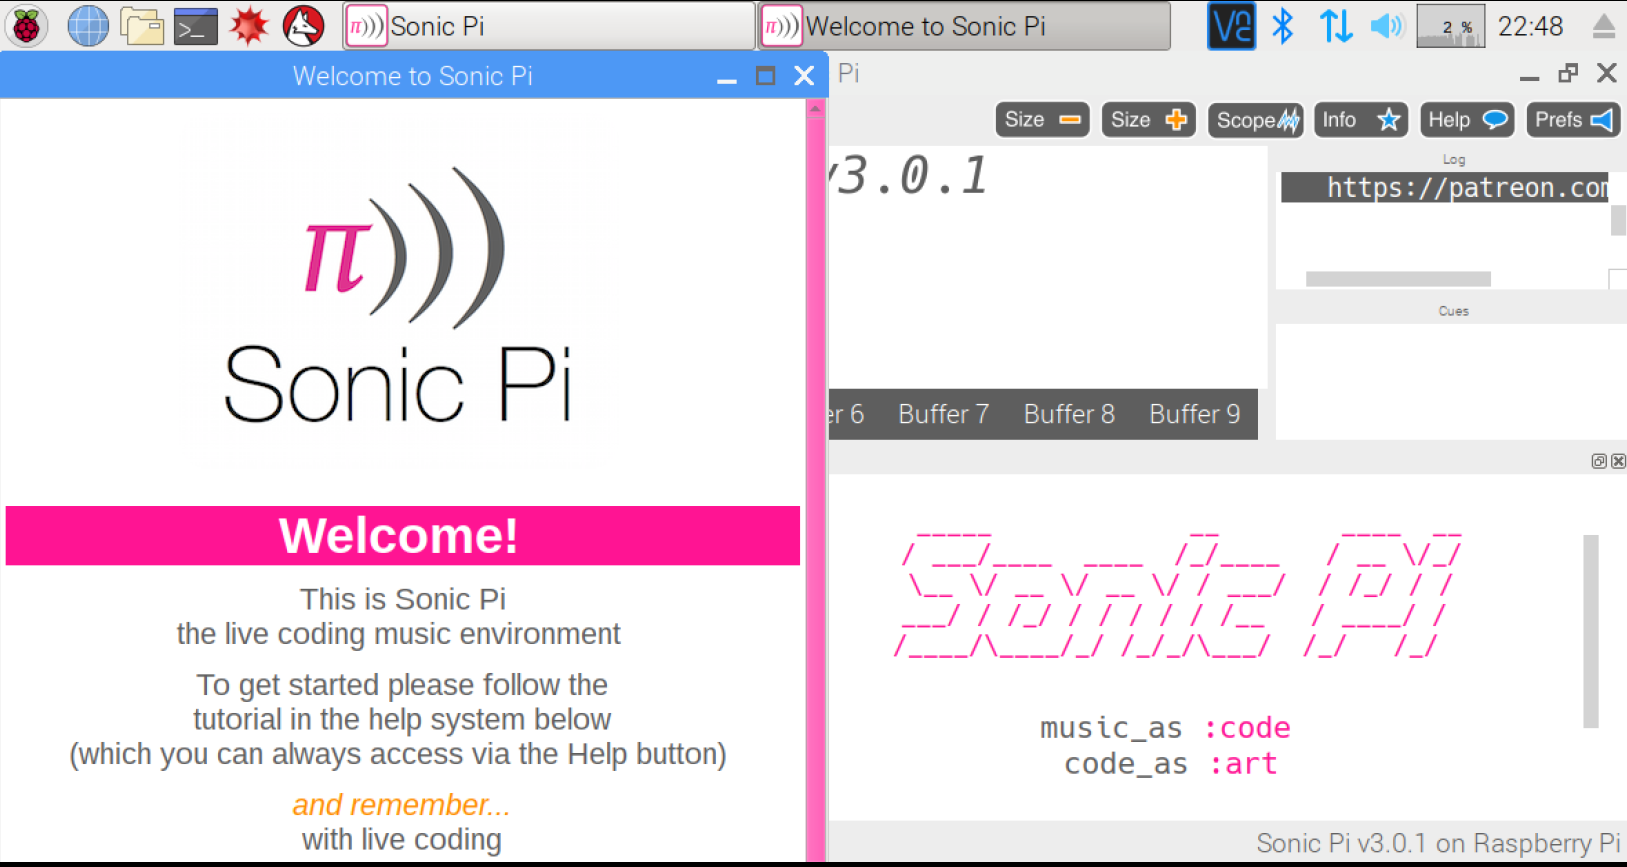 Sonic Pi
Welcome to Sonic Pi
2 %
22:48
Welcome to Sonic Pi
π)))
Sonic Pi
Welcome!
This is Sonic Pi
the live coding music environment
To get started please follow the
tutorial in the help system below
(which you can always access via the Help button)
and remember...
with live coding
Pi
Size
Size
Scope
Info
Help
Prefs
v3.0.1
Log
https://patreon.com
Cues
er 6 Buffer 7 Buffer 8 Buffer 9
Sonic Pi
music_as :code
code_as :art
Sonic Pi v3.0.1 on Raspberry Pi